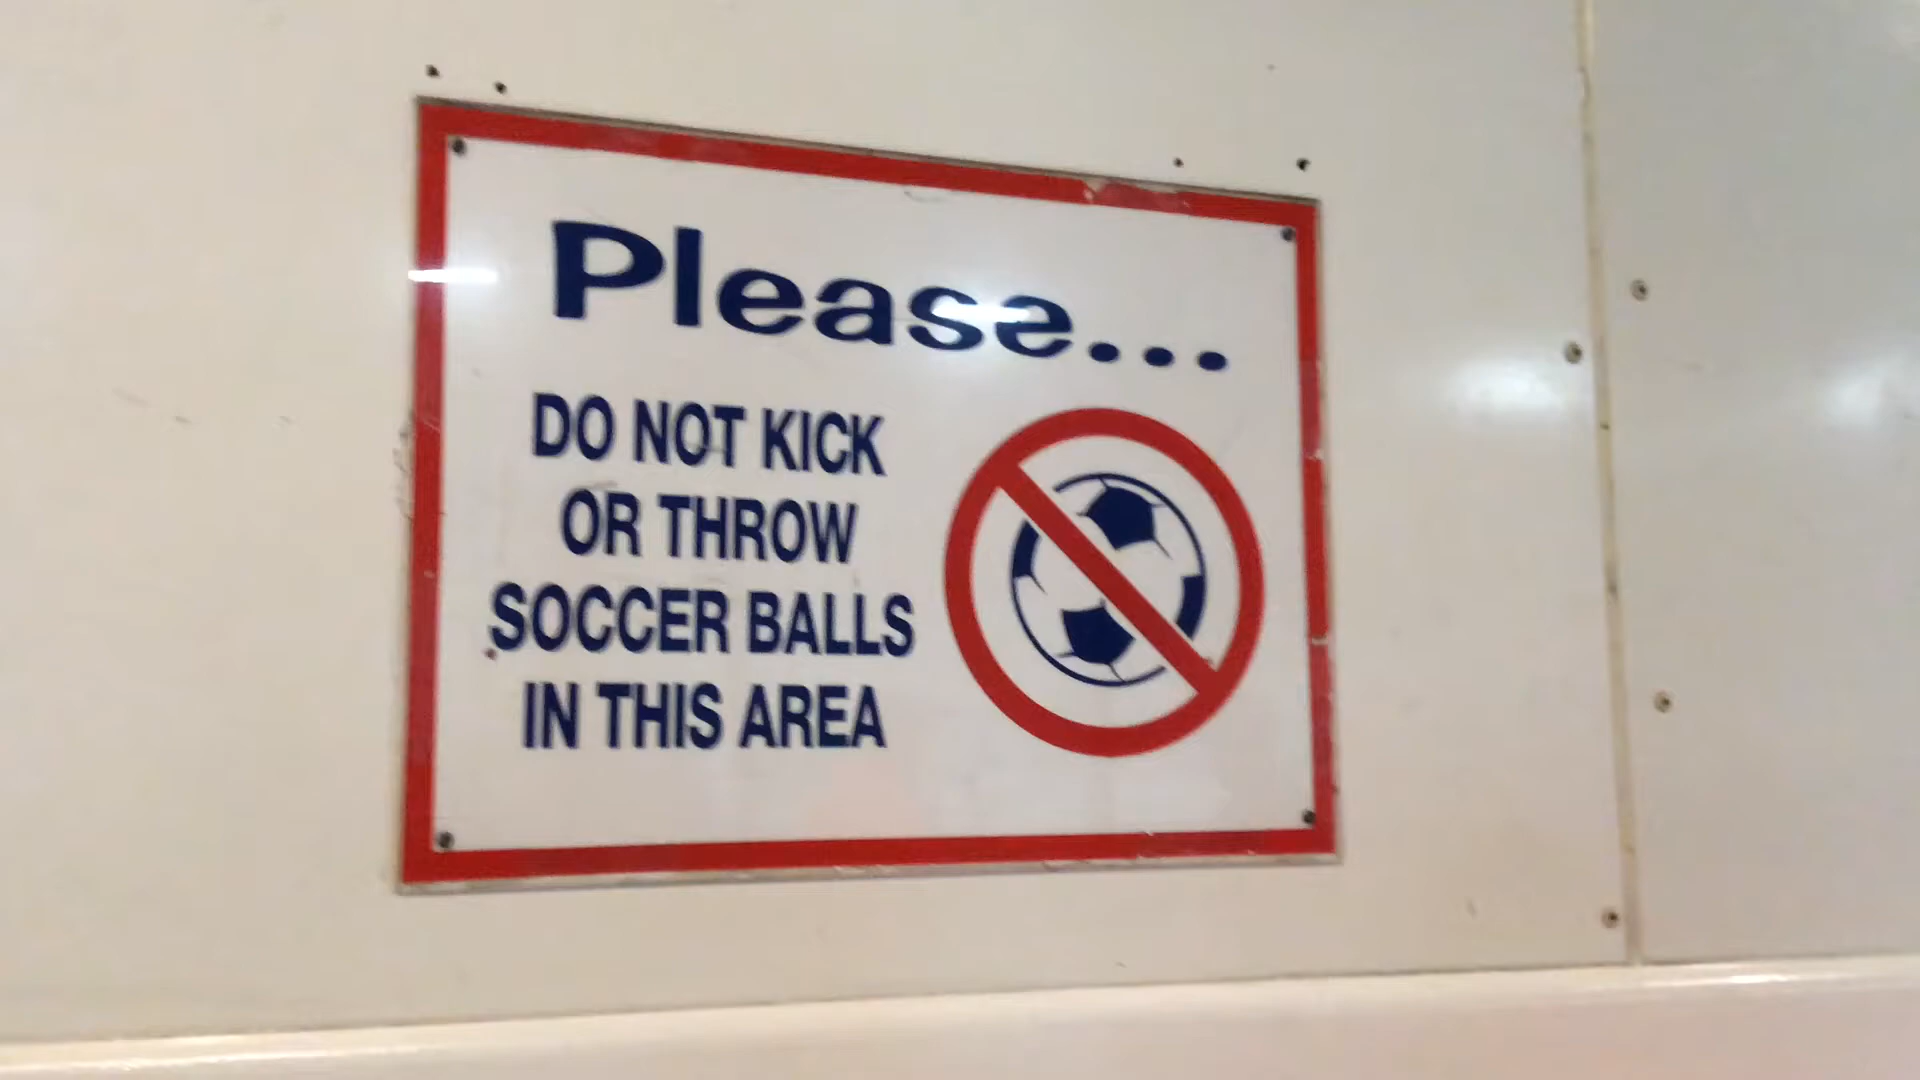 Please...
DO NOT KICK
OR THROW
SOCCER BALLS
IN THIS AREA